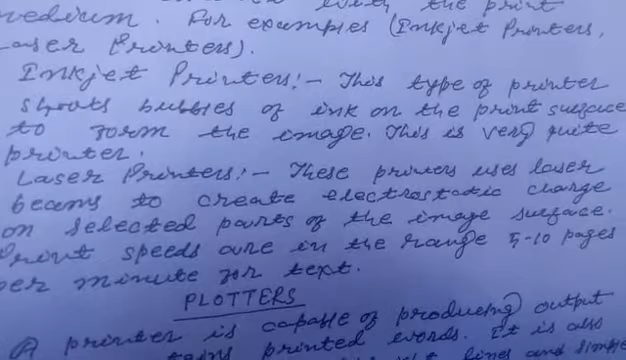 with the print
medium. For examples (Inkjet Printers,
Laser Printers).
Inkjet Printers:- This type of printer
shoots bubbles of ink on the print surface
to form the image. This is very quite
printer.
Laser Printers:- These printers uses laser
beams to create electrostatic charge
on selected parts of the image surface.
Print speeds are in the range 5-10 pages
per minute for text.
PLOTTERS
A printer is capable of producing output
printed words. It is also
lines and simple